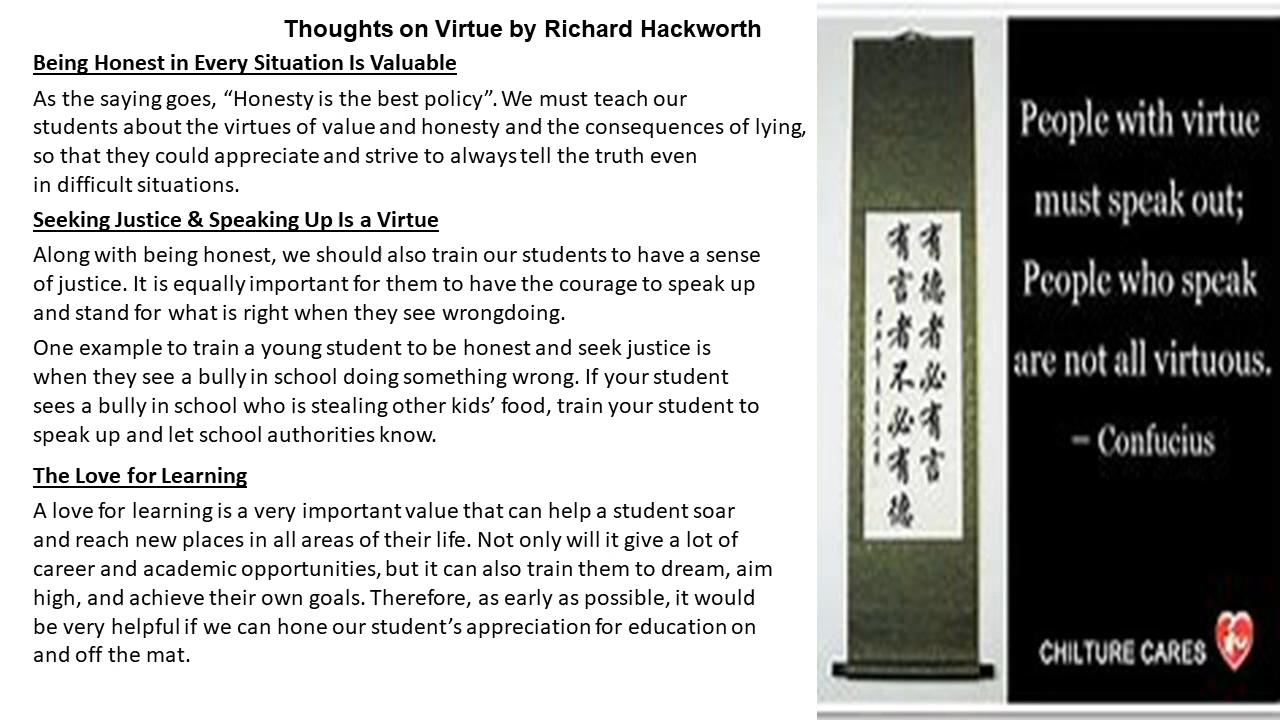 Thoughts on Virtue by Richard Hackworth
Being Honest in Every Situation Is Valuable
As the saying goes, “Honesty is the best policy”. We must teach our
students about the virtues of value and honesty and the consequences of lying,
so that they could appreciate and strive to always tell the truth even
in difficult situations.
Seeking Justice & Speaking Up Is a Virtue
Along with being honest, we should also train our students to have a sense
of justice. It is equally important for them to have the courage to speak up
and stand for what is right when they see wrongdoing.
One example to train a young student to be honest and seek justice is
when they see a bully in school doing something wrong. If your student
sees a bully in school who is stealing other kids’ food, train your student to
speak up and let school authorities know.
The Love for Learning
A love for learning is a very important value that can help a student soar
and reach new places in all areas of their life. Not only will it give a lot of
career and academic opportunities, but it can also train them to dream, aim
high, and achieve their own goals. Therefore, as early as possible, it would
be very helpful if we can hone our student’s appreciation for education on
and off the mat.
有德者必有言
有言者不必有德
People with virtue
must speak out;
People who speak
are not all virtuous.
– Confucius
CHILTURE CARES